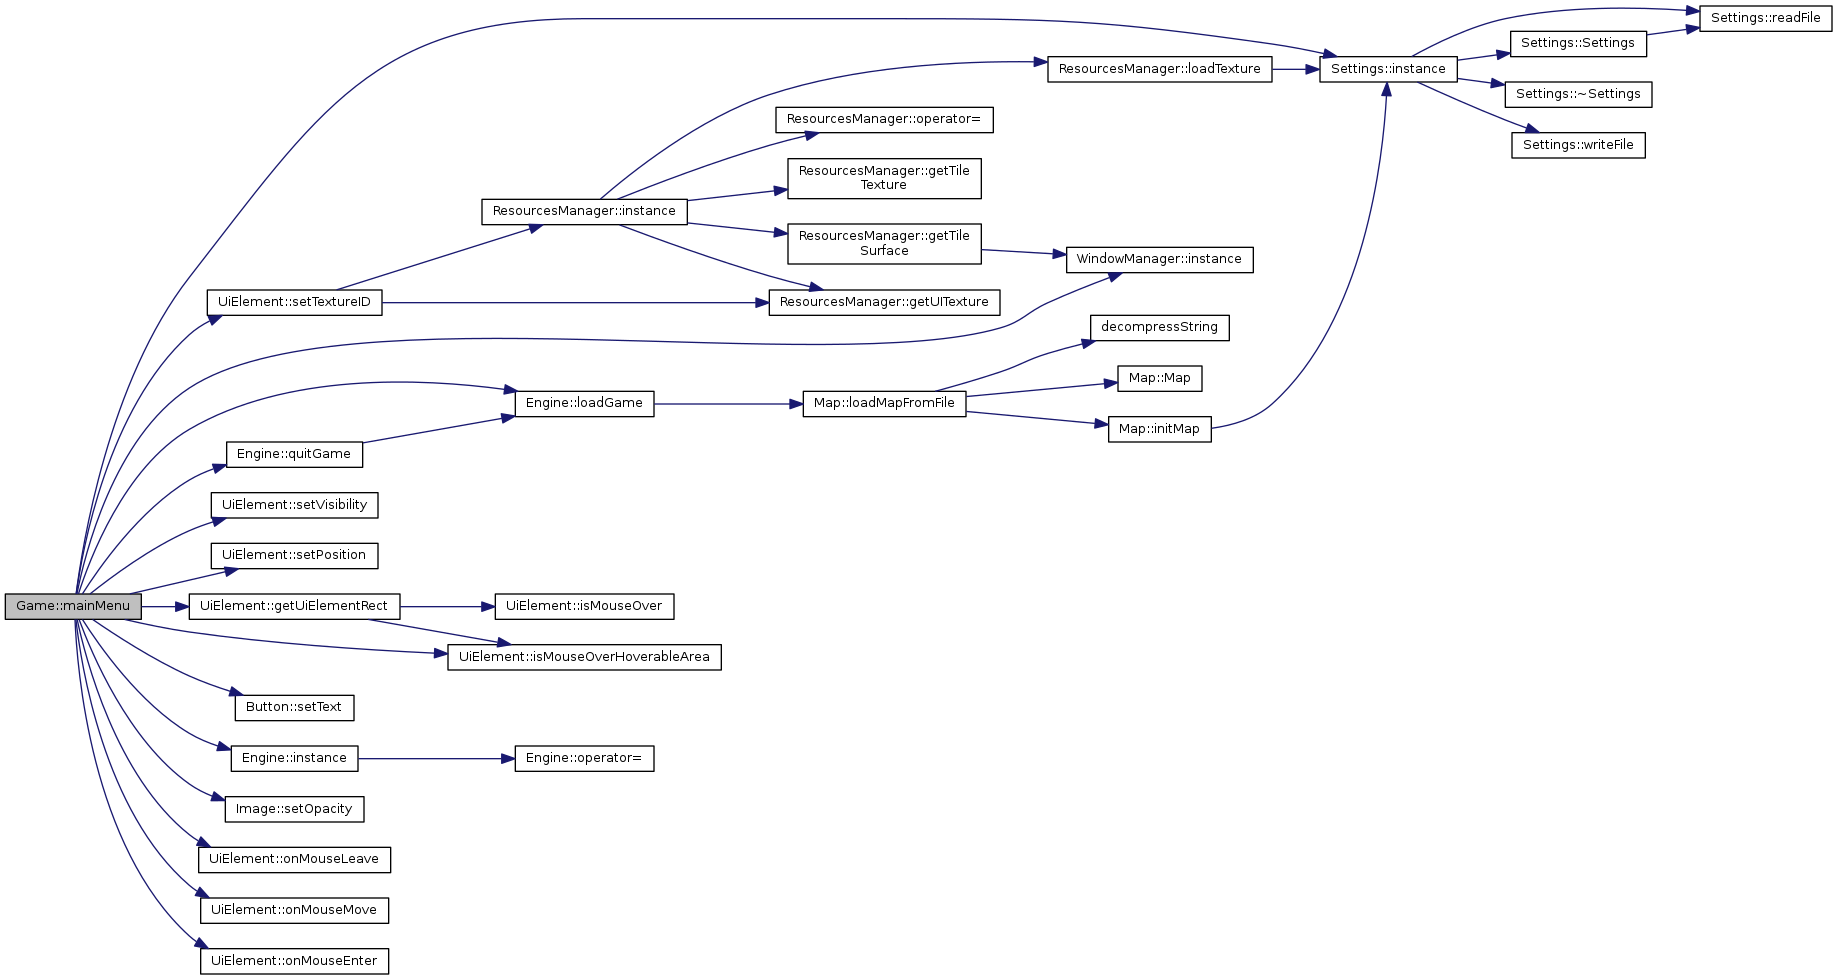 Settings::readFile
Settings::Settings
Settings::instance
ResourcesManager::loadTexture
Settings::~Settings
ResourcesManager::operator=
Settings::writeFile
ResourcesManager::getTile
Texture
ResourcesManager::instance
ResourcesManager::getTile
Surface
WindowManager::instance
UiElement::setTextureID
ResourcesManager::getUITexture
decompressString
Map::Map
Engine::loadGame
Map::loadMapFromFile
Map::initMap
Engine::quitGame
UiElement::setVisibility
UiElement::setPosition
Game::mainMenu
UiElement::getUiElementRect
UiElement::isMouseOver
UiElement::isMouseOverHoverableArea
Button::setText
Engine::instance
Engine::operator=
Image::setOpacity
UiElement::onMouseLeave
UiElement::onMouseMove
UiElement::onMouseEnter